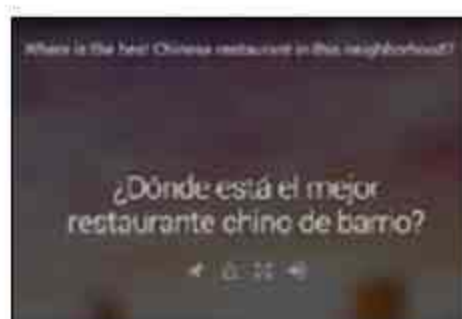 Where is the best Chinese restaurant in this neighborhood?
¿Dónde está el mejor
restaurante chino de barrio?